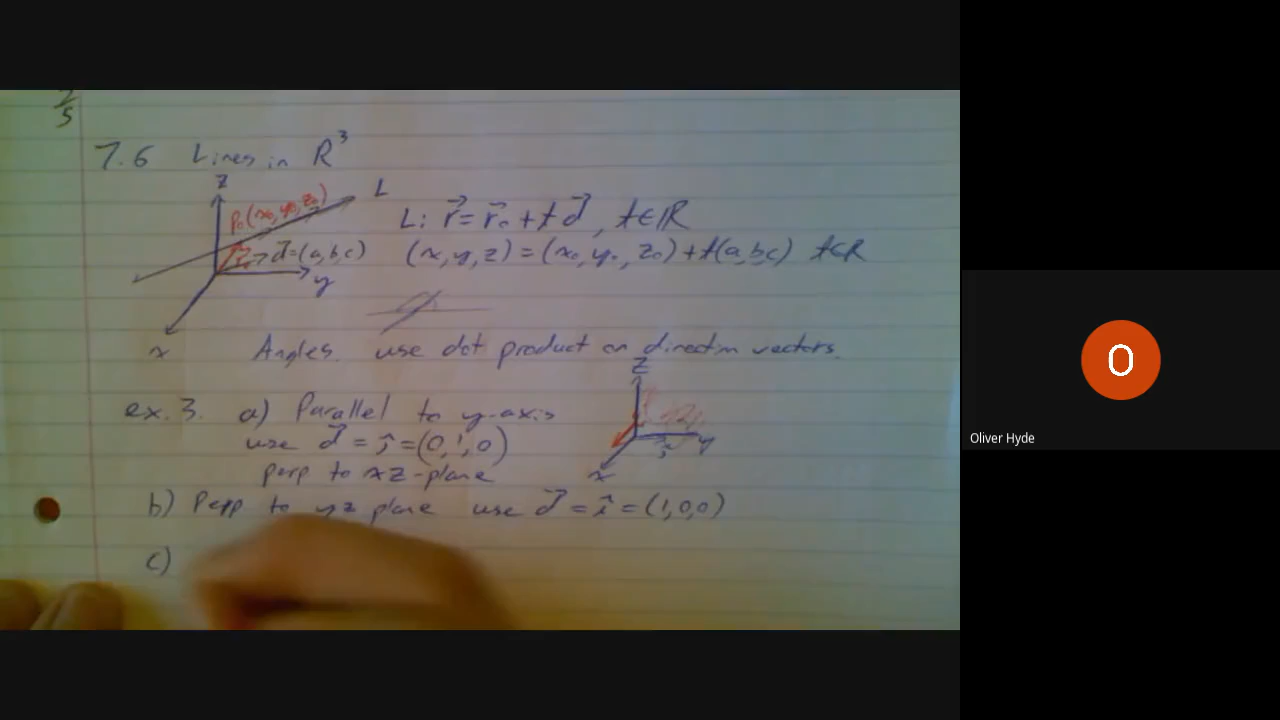 2/5
7.6 Lines in R³
z
L
P₀(x₀,y₀,z₀)
d⃗=(a,b,c)
y
x
L: r⃗ = r⃗₀ + t d⃗, t∈ℝ
(x,y,z) = (x₀,y₀,z₀)+t(a,b,c) t∈R
Angles. use dot product on direction vectors.
z
y
x
ex.3. a) Parallel to y-axis
use d⃗ = ĵ = (0,1,0)
perp to xz-plane
b) Perp to yz plane use d⃗ = î = (1,0,0)
c)
O
Oliver Hyde